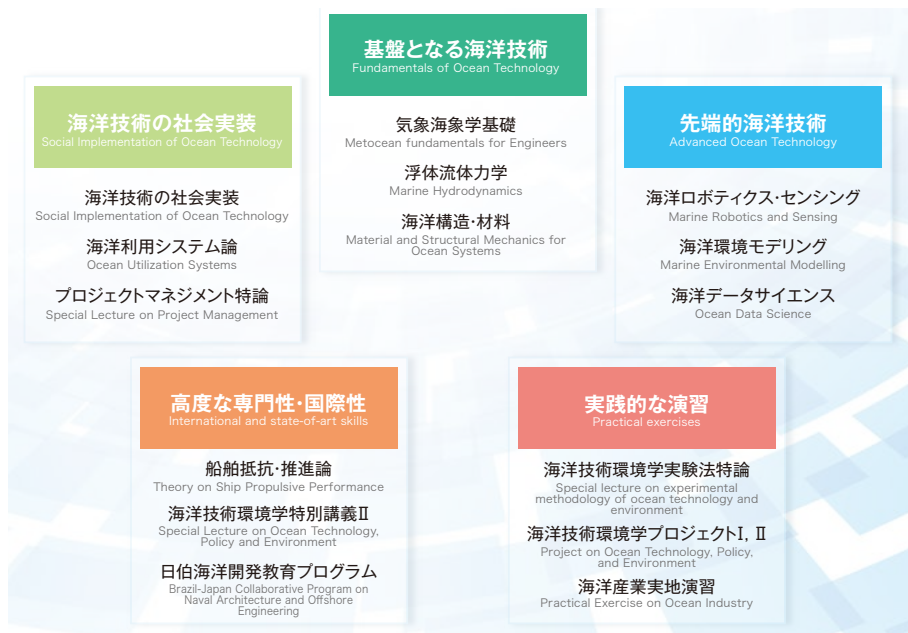 基盤となる海洋技術
Fundamentals of Ocean Technology
気象海象学基礎
Metocean fundamentals for Engineers
浮体流体力学
Marine Hydrodynamics
海洋構造・材料
Material and Structural Mechanics for
Ocean Systems
海洋技術の社会実装
Social Implementation of Ocean Technology
海洋技術の社会実装
Social Implementation of Ocean Technology
海洋利用システム論
Ocean Utilization Systems
プロジェクトマネジメント特論
Special Lecture on Project Management
先端的海洋技術
Advanced Ocean Technology
海洋ロボティクス・センシング
Marine Robotics and Sensing
海洋環境モデリング
Marine Environmental Modelling
海洋データサイエンス
Ocean Data Science
高度な専門性・国際性
International and state-of-art skills
船舶抵抗・推進論
Theory on Ship Propulsive Performance
海洋技術環境学特別講義Ⅱ
Special Lecture on Ocean Technology,
Policy and Environment
日伯海洋開発教育プログラム
Brazil-Japan Collaborative Program on
Naval Architecture and Offshore
Engineering
実践的な演習
Practical exercises
海洋技術環境学実験法特論
Special lecture on experimental
methodology of ocean technology and
environment
海洋技術環境学プロジェクトⅠ, Ⅱ
Project on Ocean Technology, Policy,
and Environment
海洋産業実地演習
Practical Exercise on Ocean Industry